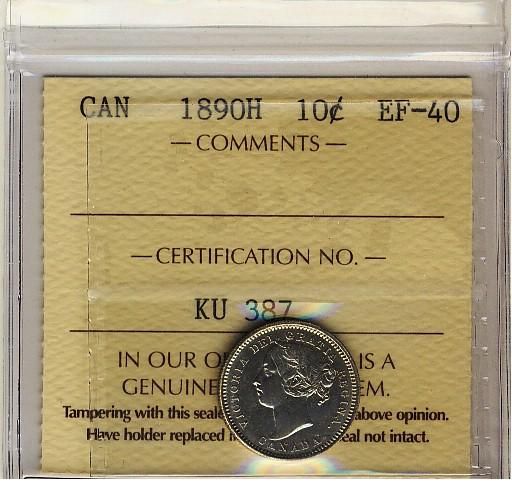 CAN 1890H 10¢ EF-40
— COMMENTS —
— CERTIFICATION NO. —
KU 387
IN OUR IS A
GENUINE
Tampering with this above opinion.
Have holder replaced not intact.
VICTORIA DEI GRATIA REGINA.
CANADA